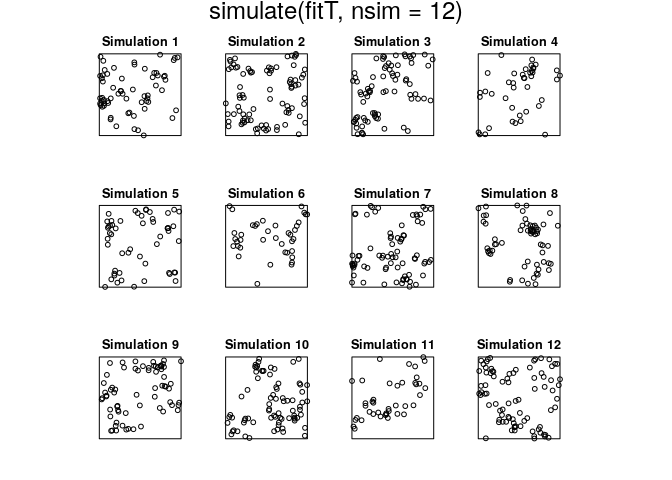 simulate(fitT, nsim = 12)
Simulation 1 Simulation 2 Simulation 3 Simulation 4
Simulation 5 Simulation 6 Simulation 7 Simulation 8
Simulation 9 Simulation 10 Simulation 11 Simulation 12